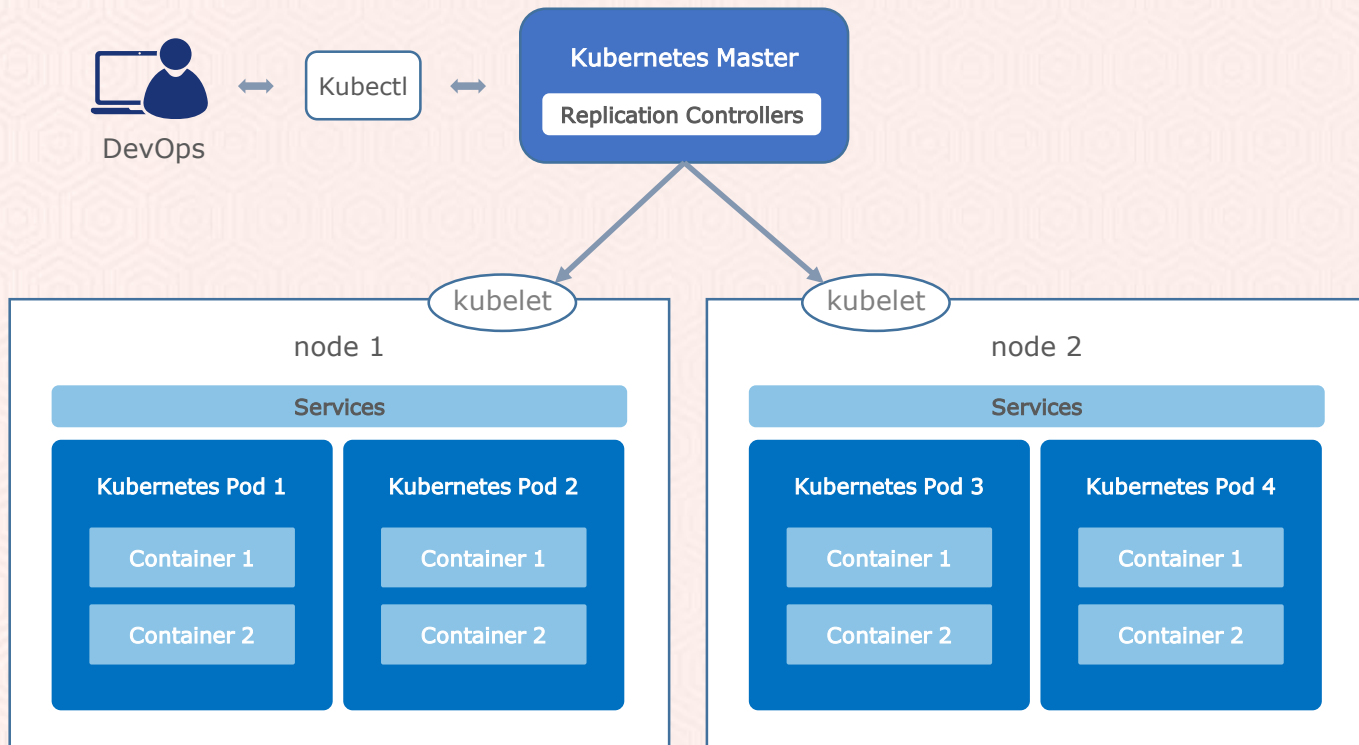 Kubernetes Master
Kubectl
Replication Controllers
DevOps
kubelet
kubelet
node 1
node 2
Services
Services
Kubernetes Pod 1
Kubernetes Pod 2
Kubernetes Pod 3
Kubernetes Pod 4
Container 1
Container 1
Container 1
Container 1
Container 2
Container 2
Container 2
Container 2